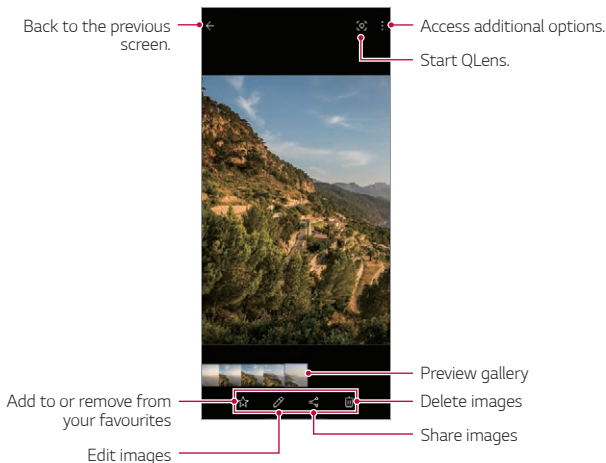 Back to the previous
screen.
Access additional options.
Start QLens.
Preview gallery
Add to or remove from
your favourites
Delete images
Share images
Edit images